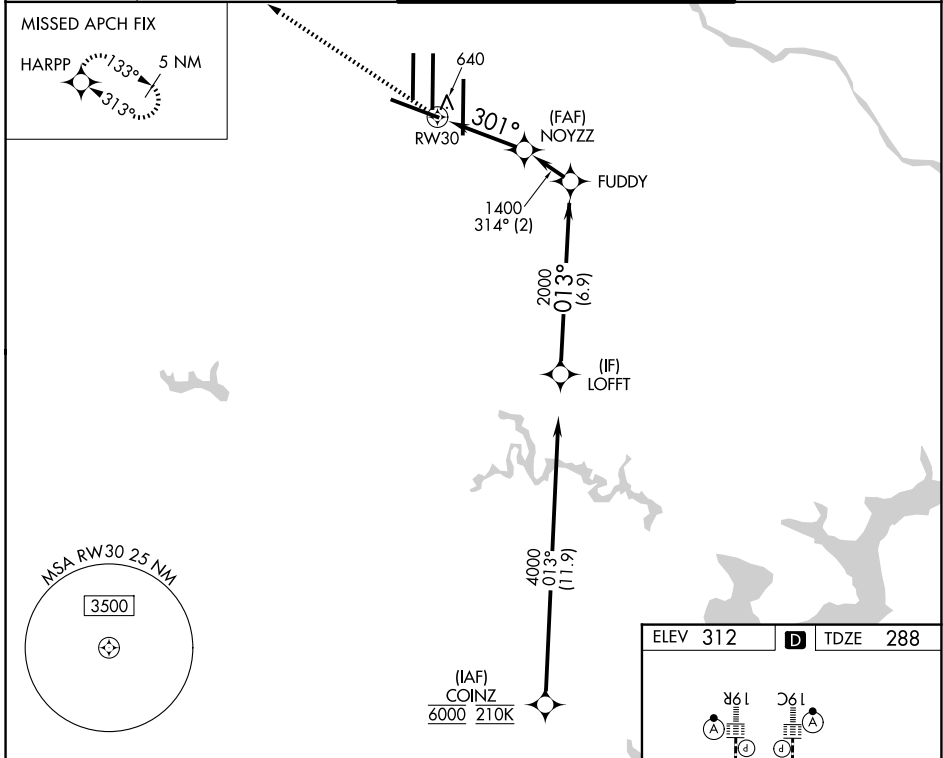 MISSED APCH FIX
HARPP
133°
5 NM
313°
640
RW30
301°
(FAF)
NOYZZ
FUDDY
1400
314° (2)
2000
013°
(6.9)
(IF)
LOFFT
4000
013°
(11.9)
MSA RW30 25 NM
3500
(IAF)
COINZ
6000 210K
ELEV 312
D
TDZE 288
19R
19C
A
A
P
P